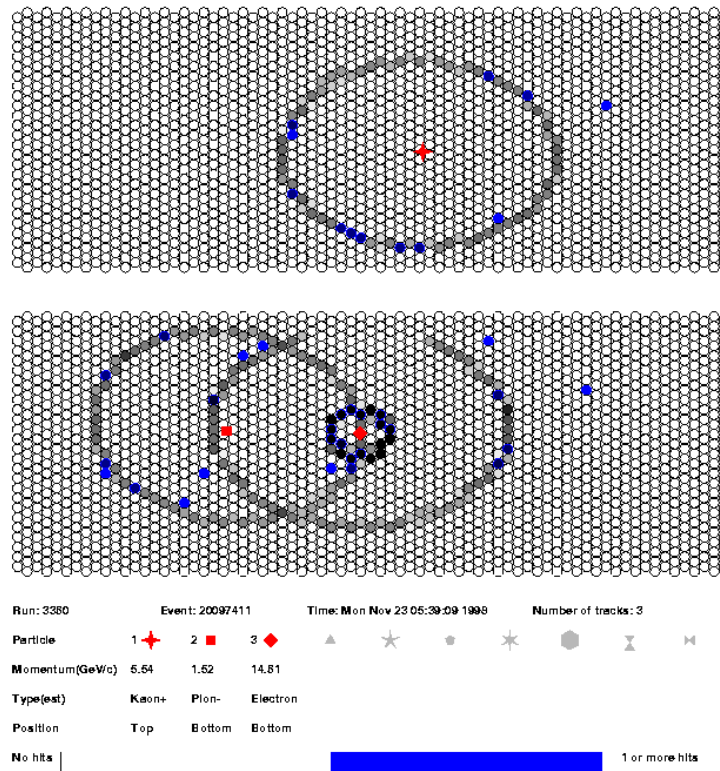 Run: 3380 Event: 20097411 Time: Mon Nov 23 05:39:09 1998 Number of tracks: 3
Particle 1 2 3
Momentum(GeV/c) 5.54 1.52 14.81
Type(est) Kaon+ Pion- Electron
Position Top Bottom Bottom
No hits 1 or more hits